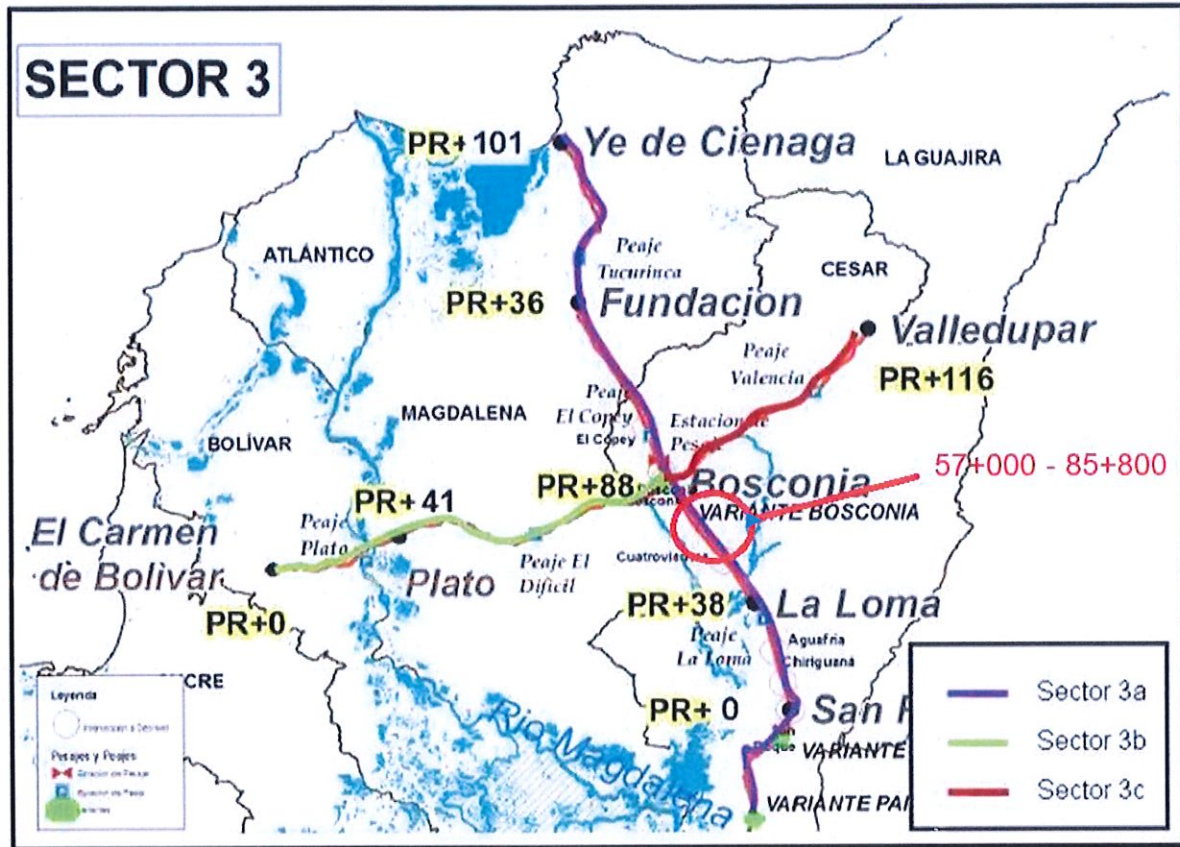 SECTOR 3
PR+101
Ye de Cienaga
LA GUAJIRA
ATLÁNTICO
Peaje
Tucurinca
CESAR
PR+36
Fundacion
Valledupar
Peaje
Valencia
PR+116
MAGDALENA
Peaje
El Copey
El Copey
Estacion de
BOLÍVAR
57+000 - 85+800
PR+88
Bosconia
VARIANTE BOSCONIA
PR+41
El Carmen
de Bolivar
Peaje
Plato
Plato
Peaje El
Dificil
PR+38
La Loma
PR+0
Peaje
La Loma
Aguafria
Chiriguaná
Leyenda
Pesajes y Peajes
PR+ 0
San
VARIANTE
Rio Magdalena
VARIANTE
Sector 3a
Sector 3b
Sector 3c